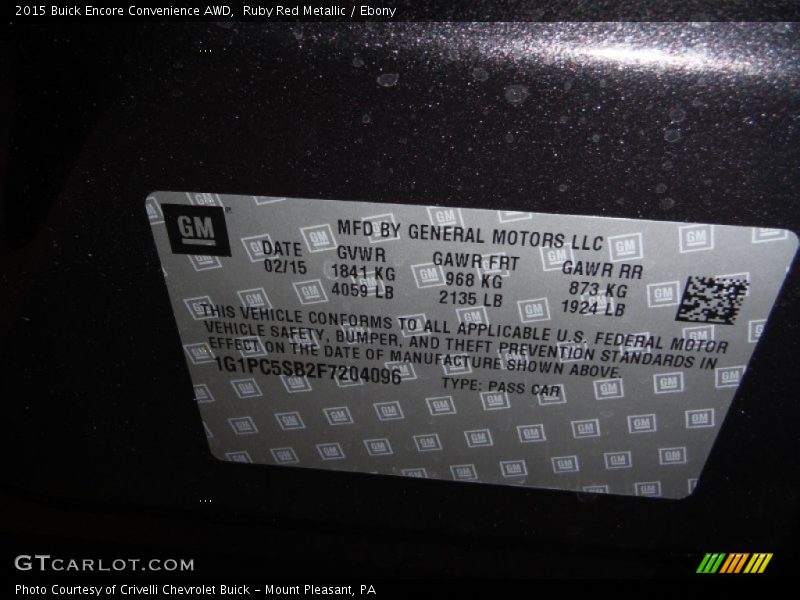 2015 Buick Encore Convenience AWD,  Ruby Red Metallic / Ebony
GM
MFD BY GENERAL MOTORS LLC
DATE GVWR GAWR FRT GAWR RR
02/15 1841 KG 968 KG 873 KG
4059 LB 2135 LB 1924 LB
THIS VEHICLE CONFORMS TO ALL APPLICABLE U.S. FEDERAL MOTOR
VEHICLE SAFETY, BUMPER, AND THEFT PREVENTION STANDARDS IN
EFFECT ON THE DATE OF MANUFACTURE SHOWN ABOVE.
1G1PC5SB2F7204096 TYPE: PASS CAR
GTCARLOT.COM
Photo Courtesy of Crivelli Chevrolet Buick – Mount Pleasant, PA